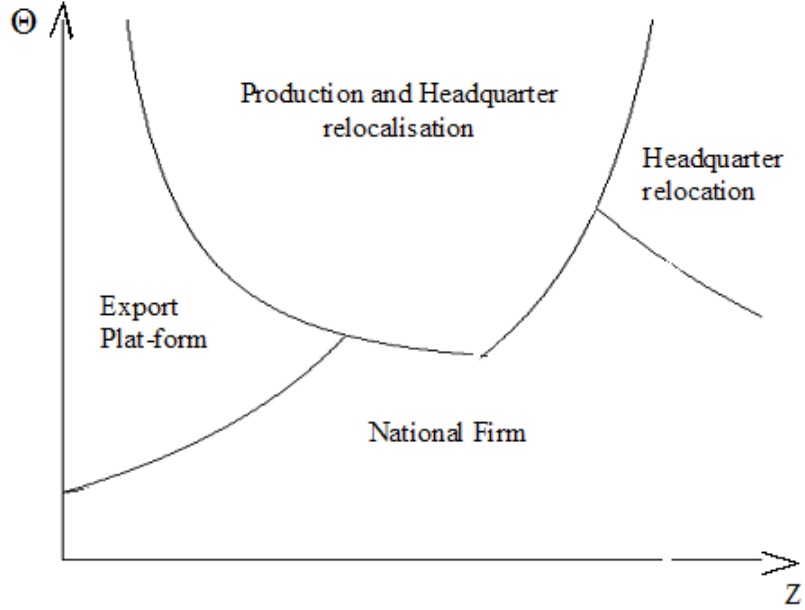 Θ
Production and Headquarter
relocalisation
Headquarter
relocation
Export
Plat-form
National Firm
Z